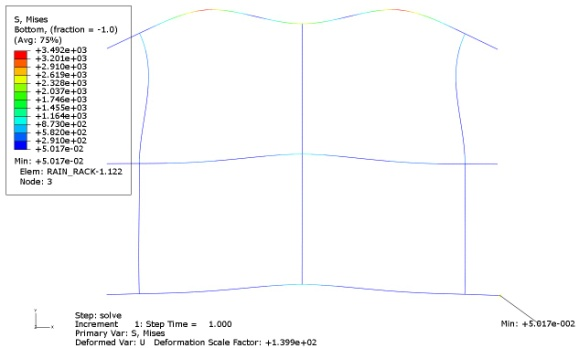 S, Mises
Bottom, (fraction = -1.0)
(Avg: 75%)
+3.492e+03
+3.201e+03
+2.910e+03
+2.619e+03
+2.328e+03
+2.037e+03
+1.746e+03
+1.455e+03
+1.164e+03
+8.730e+02
+5.820e+02
+2.910e+02
+5.017e-02
Min: +5.017e-02
Elem: RAIN_RACK-1.122
Node: 3
Min: +5.017e-002
Step: solve
Increment 1: Step Time = 1.000
Primary Var: S, Mises
Deformed Var: U Deformation Scale Factor: +1.399e+02